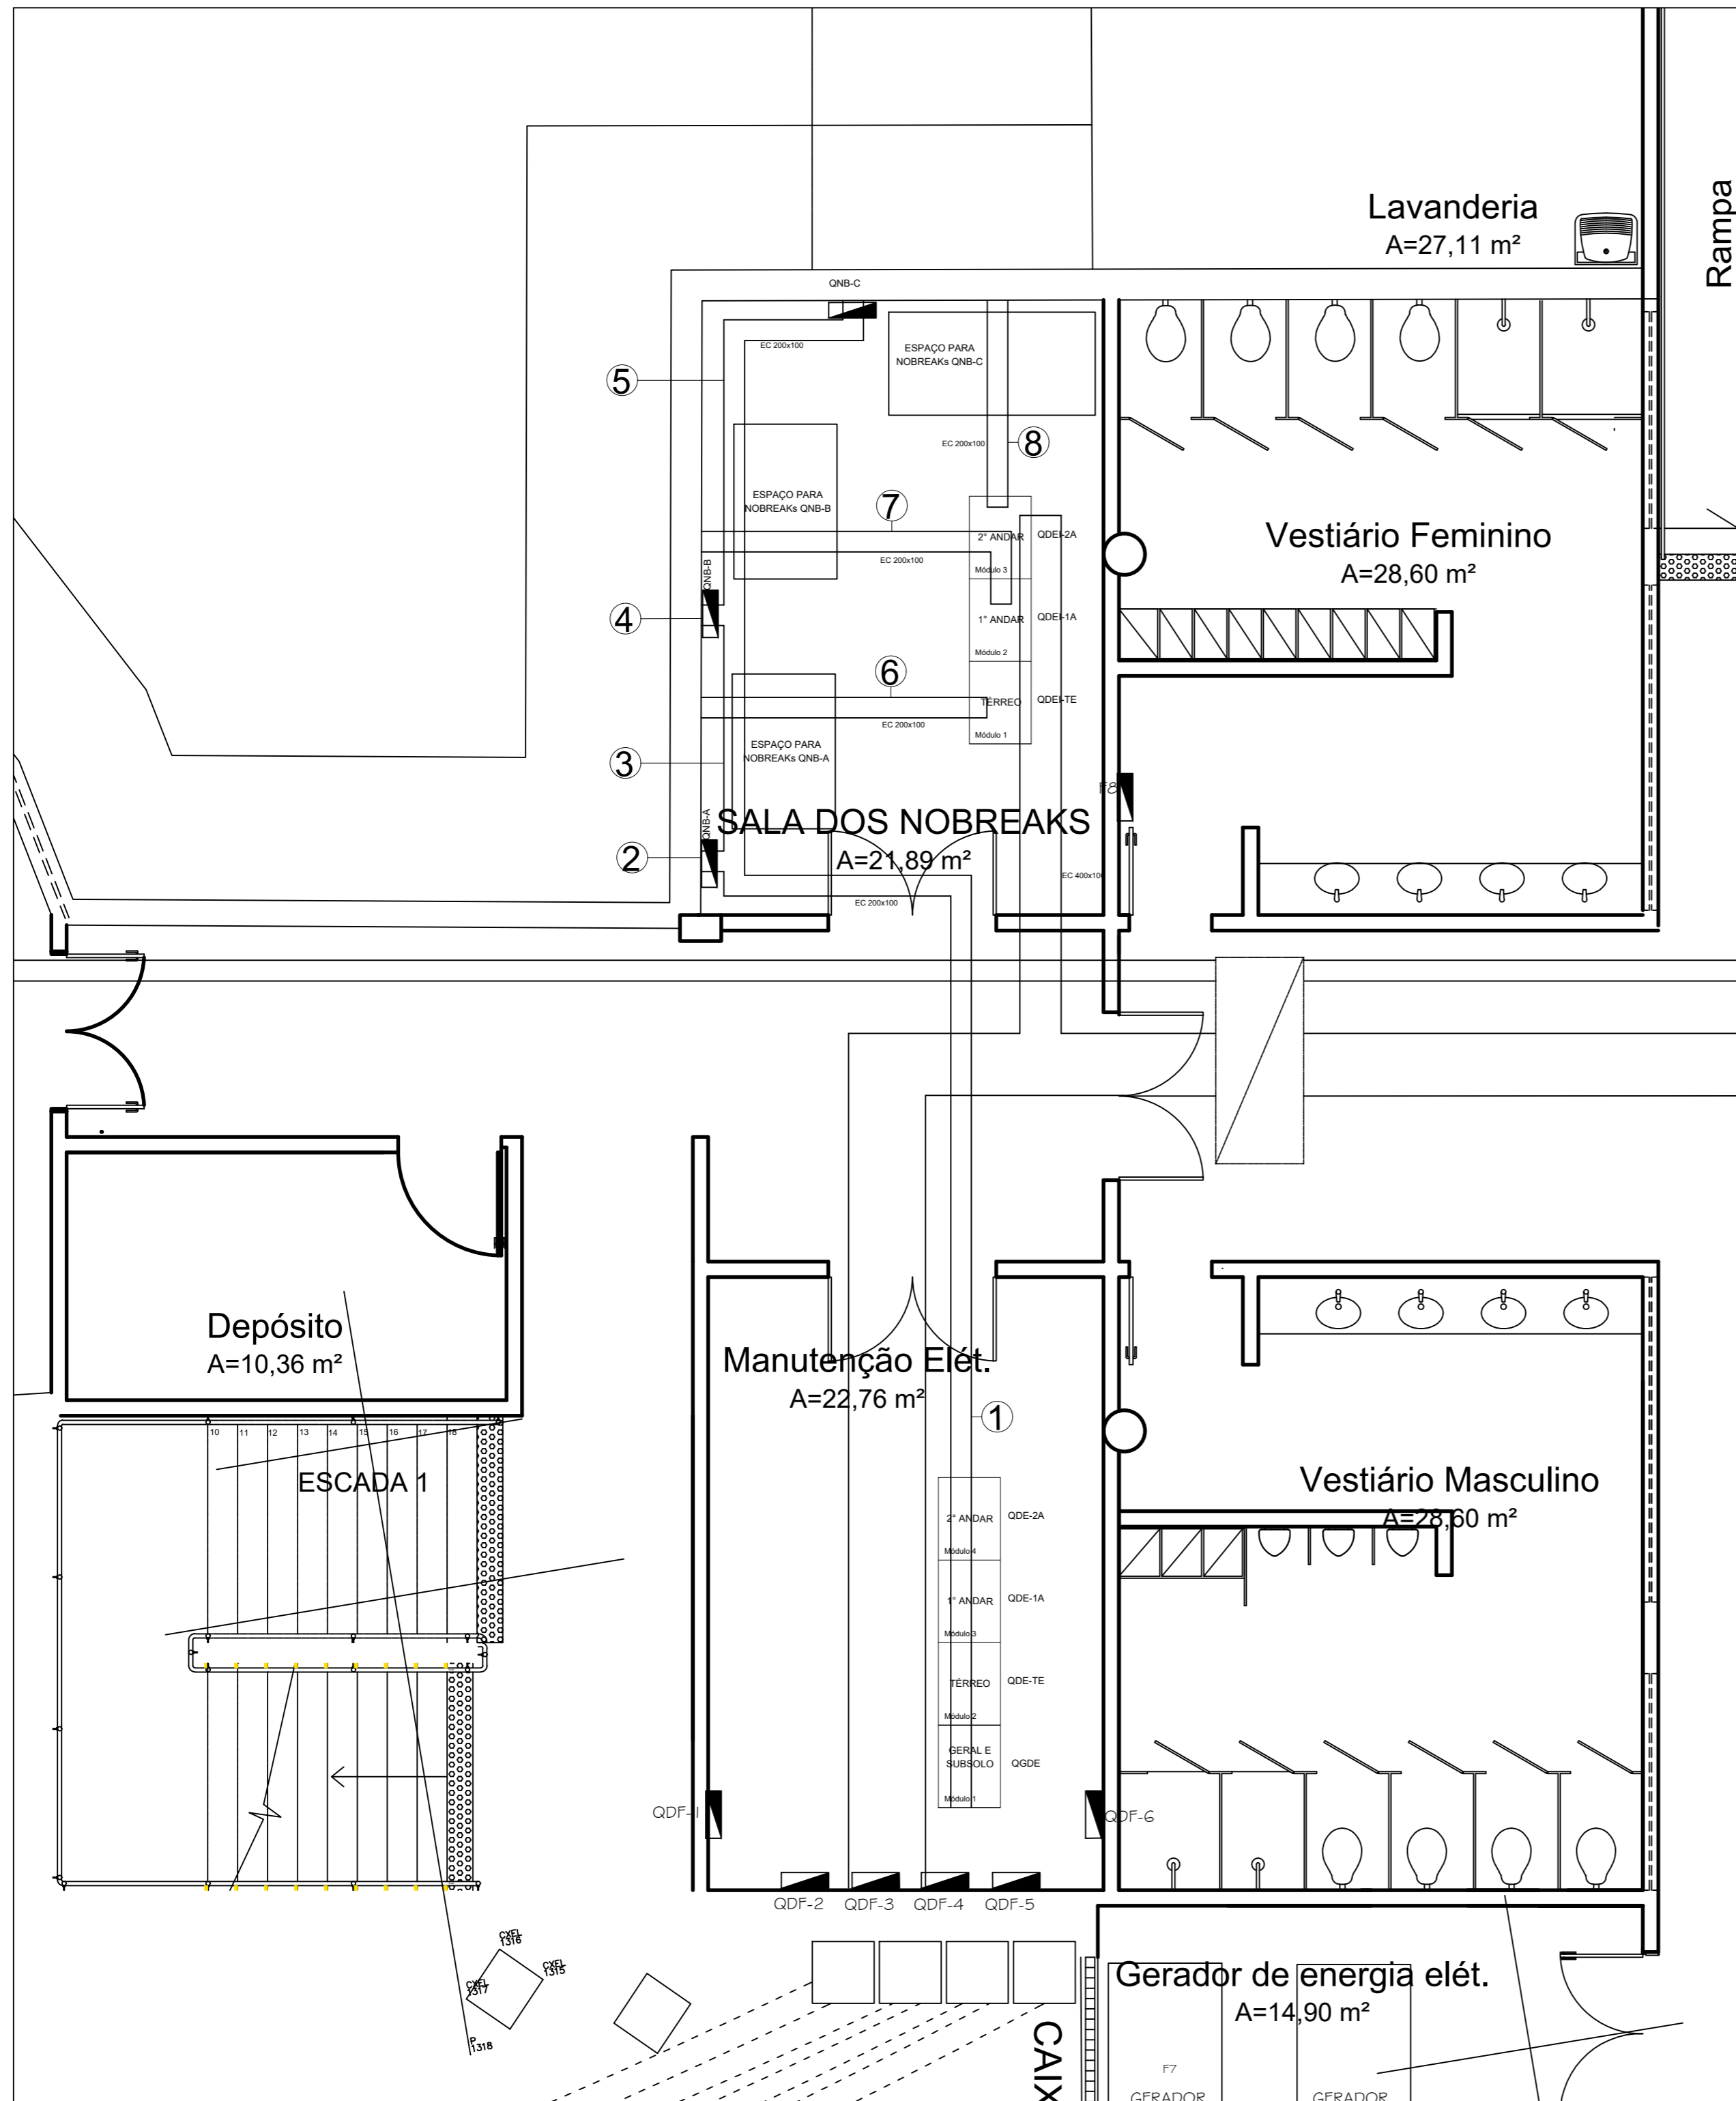 Lavanderia
A=27,11 m²
Rampa
QNB-C
EC 200x100
ESPAÇO PARA
NOBREAKs QNB-C
5
EC 200x100
8
ESPAÇO PARA
NOBREAKs QNB-B
7
EC 200x100
2° ANDAR
QDEI-2A
Módulo 3
Vestiário Feminino
A=28,60 m²
QNB-B
4
1° ANDAR
QDEI-1A
Módulo 2
6
TÉRREO
QDEI-TE
EC 200x100
Módulo 1
3
ESPAÇO PARA
NOBREAKs QNB-A
F8
QNB-A
SALA DOS NOBREAKS
A=21,89 m²
2
EC 400x100
EC 200x100
Depósito
A=10,36 m²
Manutenção Elét.
A=22,76 m²
1
10
11
12
13
14
15
16
17
18
ESCADA 1
Vestiário Masculino
A=28,60 m²
2° ANDAR
QDE-2A
Módulo 4
1° ANDAR
QDE-1A
Módulo 3
TÉRREO
QDE-TE
Módulo 2
GERAL E
SUBSOLO
QGDE
Módulo 1
QDF-1
QDF-6
QDF-2
QDF-3
QDF-4
QDF-5
CXEL
1316
CXEL
1315
CXEL
1317
P
1318
Gerador de energia elét.
A=14,90 m²
CAIX
F7
GERADOR
GERADOR